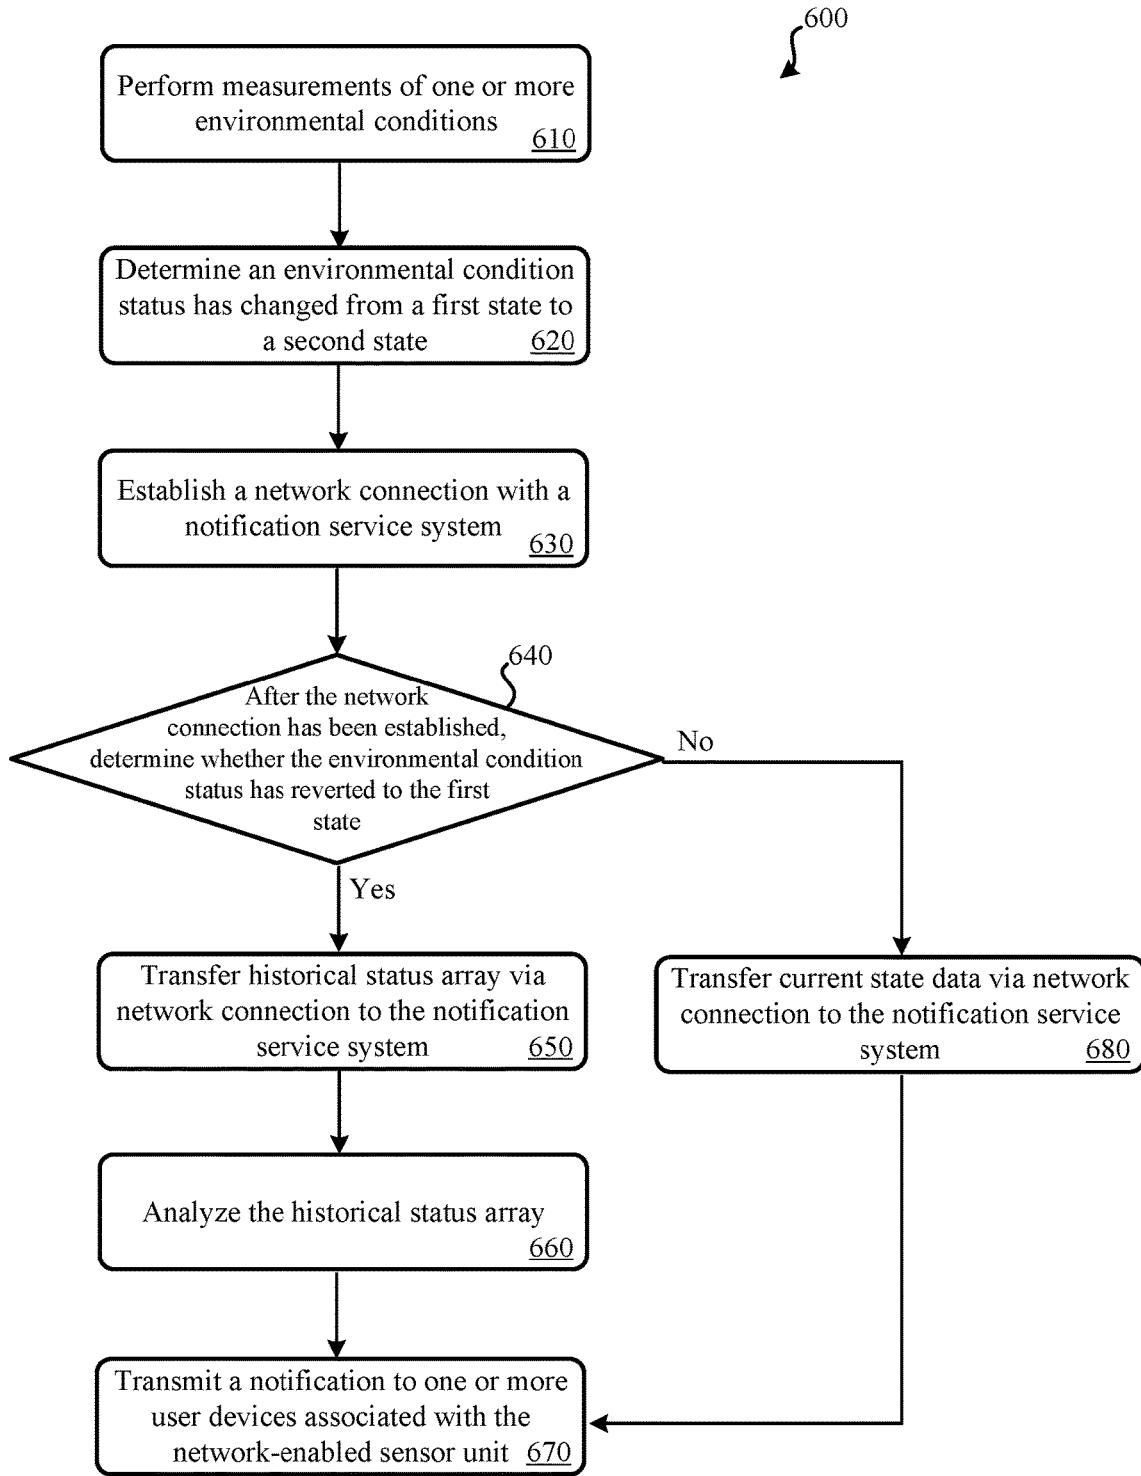 600
Perform measurements of one or more
environmental conditions
610
Determine an environmental condition
status has changed from a first state to
a second state
620
Establish a network connection with a
notification service system
630
640
After the network
connection has been established,
determine whether the environmental condition
status has reverted to the first
state
No
Yes
Transfer historical status array via
network connection to the notification
service system
650
Transfer current state data via network
connection to the notification service
system
680
Analyze the historical status array
660
Transmit a notification to one or more
user devices associated with the
network-enabled sensor unit
670